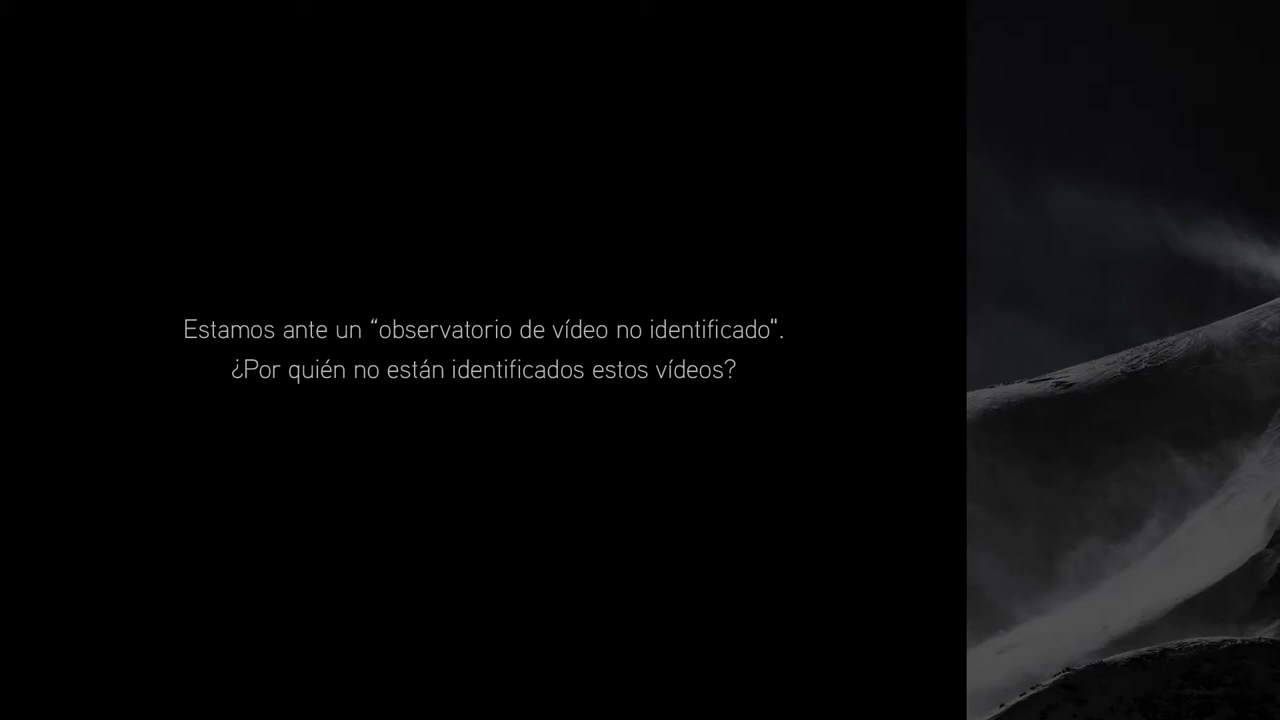 Estamos ante un “observatorio de vídeo no identificado".
¿Por quién no están identificados estos vídeos?